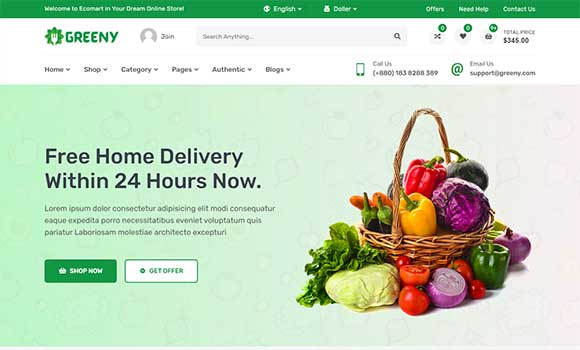 Welcome to Ecomart in Your Dream Online Store!
English
Doller
Offers
Need Help
Contact Us
GREENY
Join
Search Anything...
0
0
9+
TOTAL PRICE
$345.00
Home
Shop
Category
Pages
Authentic
Blogs
Call Us
(+880) 183 8288 389
Email Us
support@greeny.com
Free Home Delivery
Within 24 Hours Now.
Lorem ipsum dolor consectetur adipisicing elit modi consequatur
eaque expedita porro necessitatibus eveniet voluptatum quis
pariatur Laboriosam molestiae architecto excepturi
SHOP NOW
GET OFFER